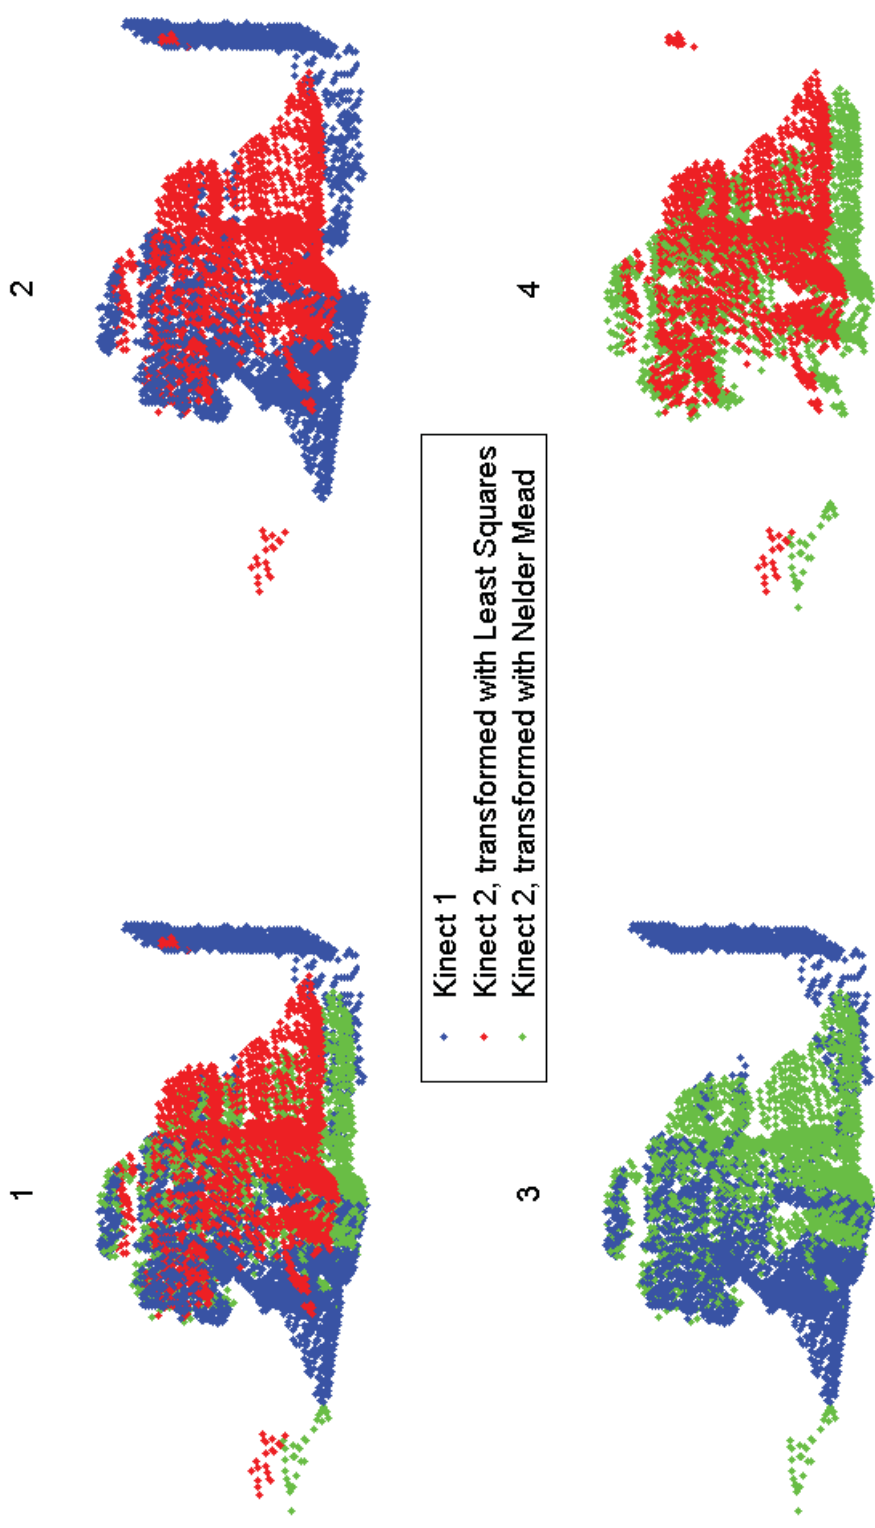 1
2
Kinect 1
Kinect 2, transformed with Least Squares
Kinect 2, transformed with Nelder Mead
3
4